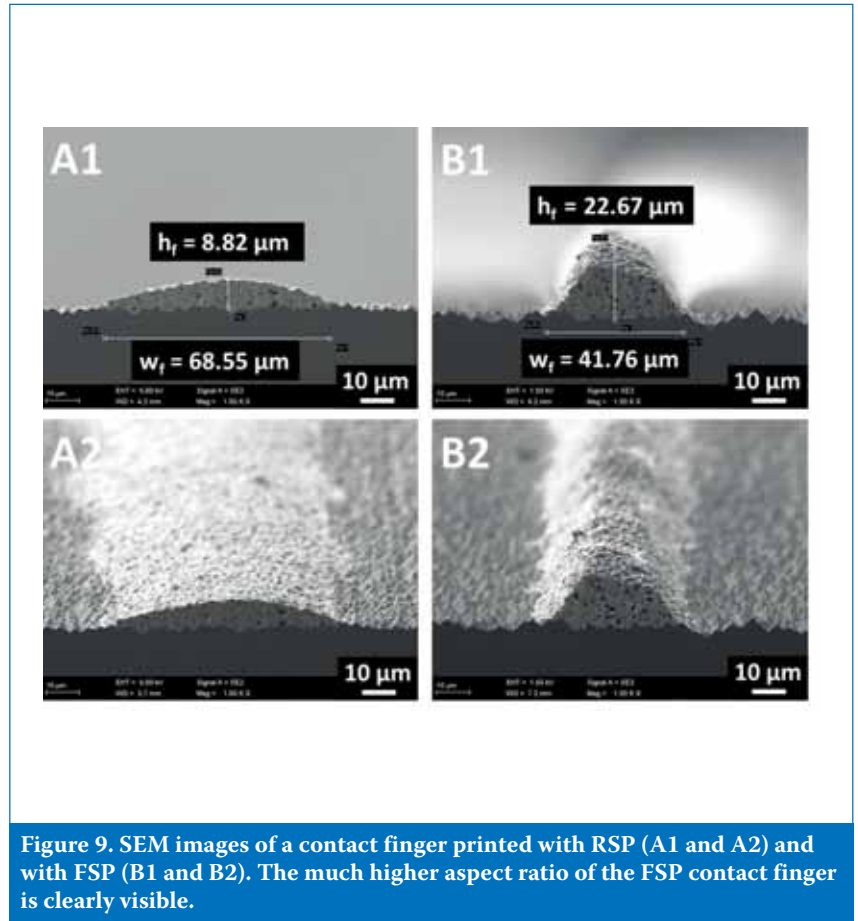 A1
h_f = 8.82 µm
w_f = 68.55 µm
10 µm
B1
h_f = 22.67 µm
w_f = 41.76 µm
10 µm
A2
10 µm
B2
10 µm
Figure 9. SEM images of a contact finger printed with RSP (A1 and A2) and
with FSP (B1 and B2). The much higher aspect ratio of the FSP contact finger
is clearly visible.